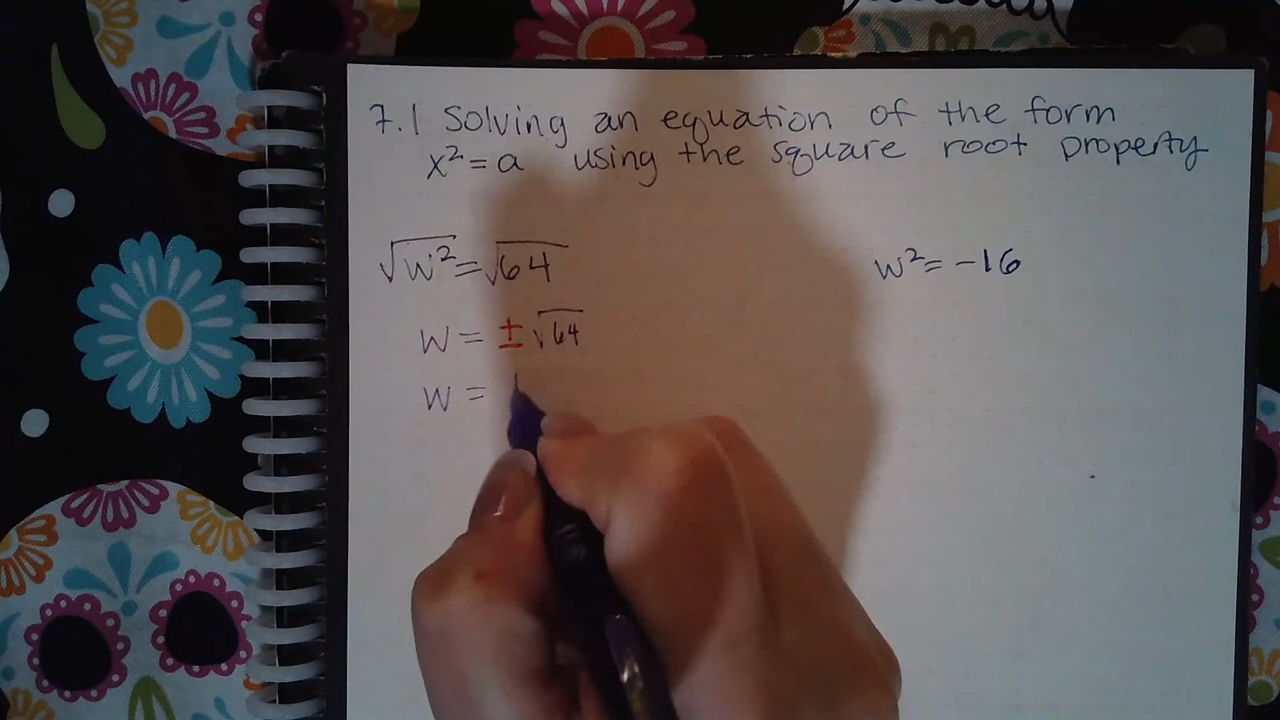 7.1 Solving an equation of the form
x² = a using the square root property
√w² = √64
w² = -16
w = ± √64
w =